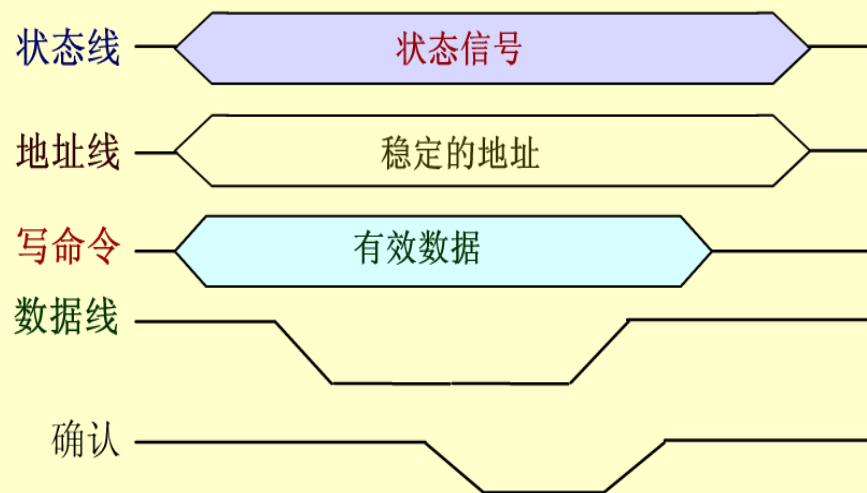 状态线 状态信号
地址线 稳定的地址
写命令 有效数据
数据线
确认